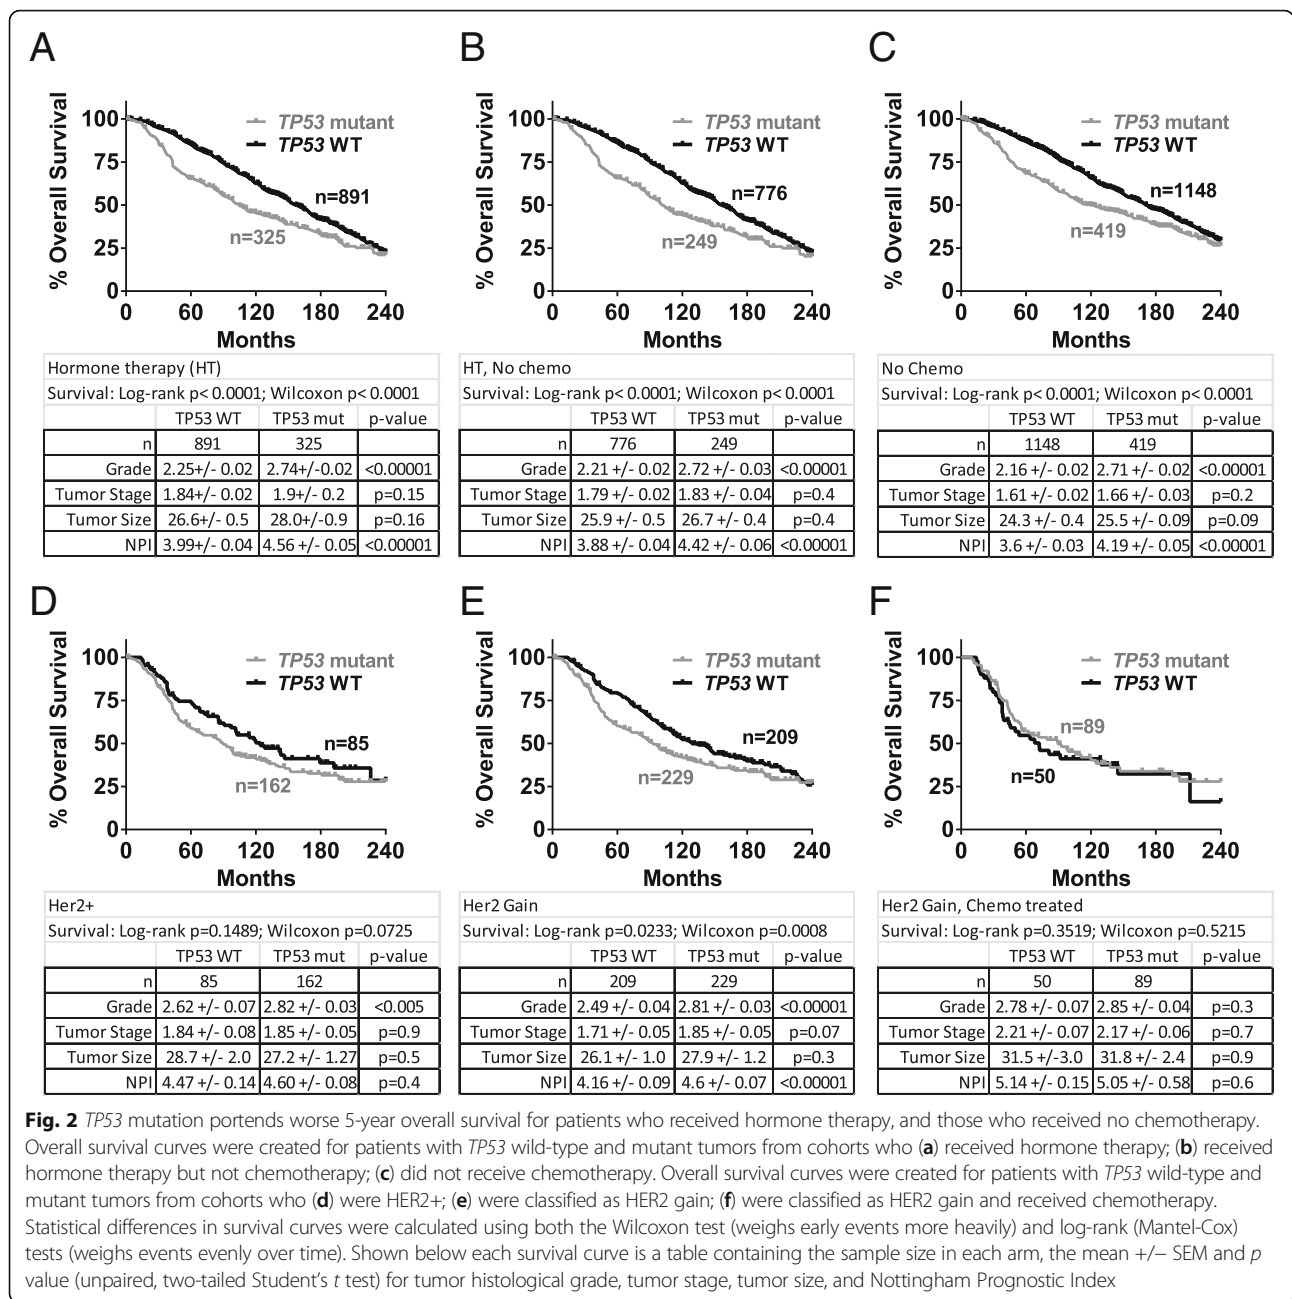 A
% Overall Survival
100
75
50
25
0
TP53 mutant
TP53 WT
n=891
n=325
0 60 120 180 240
Months
Hormone therapy (HT)
Survival: Log-rank p< 0.0001; Wilcoxon p< 0.0001
TP53 WT TP53 mut p-value
n 891 325
Grade 2.25+/- 0.02 2.74+/-0.02 <0.00001
Tumor Stage 1.84+/- 0.02 1.9+/- 0.2 p=0.15
Tumor Size 26.6+/- 0.5 28.0+/-0.9 p=0.16
NPI 3.99+/- 0.04 4.56 +/- 0.05 <0.00001
B
% Overall Survival
100
75
50
25
0
TP53 mutant
TP53 WT
n=776
n=249
0 60 120 180 240
Months
HT, No chemo
Survival: Log-rank p< 0.0001; Wilcoxon p< 0.0001
TP53 WT TP53 mut p-value
n 776 249
Grade 2.21 +/- 0.02 2.72 +/- 0.03 <0.00001
Tumor Stage 1.79 +/- 0.02 1.83 +/- 0.04 p=0.4
Tumor Size 25.9 +/- 0.5 26.7 +/- 0.4 p=0.4
NPI 3.88 +/- 0.04 4.42 +/- 0.06 <0.00001
C
% Overall Survival
100
75
50
25
0
TP53 mutant
TP53 WT
n=1148
n=419
0 60 120 180 240
Months
No Chemo
Survival: Log-rank p< 0.0001; Wilcoxon p< 0.0001
TP53 WT TP53 mut p-value
n 1148 419
Grade 2.16 +/- 0.02 2.71 +/- 0.02 <0.00001
Tumor Stage 1.61 +/- 0.02 1.66 +/- 0.03 p=0.2
Tumor Size 24.3 +/- 0.4 25.5 +/- 0.09 p=0.09
NPI 3.6 +/- 0.03 4.19 +/- 0.05 <0.00001
D
% Overall Survival
100
75
50
25
0
TP53 mutant
TP53 WT
n=85
n=162
0 60 120 180 240
Months
Her2+
Survival: Log-rank p=0.1489; Wilcoxon p=0.0725
TP53 WT TP53 mut p-value
n 85 162
Grade 2.62 +/- 0.07 2.82 +/- 0.03 <0.005
Tumor Stage 1.84 +/- 0.08 1.85 +/- 0.05 p=0.9
Tumor Size 28.7 +/- 2.0 27.2 +/- 1.27 p=0.5
NPI 4.47 +/- 0.14 4.60 +/- 0.08 p=0.4
E
% Overall Survival
100
75
50
25
0
TP53 mutant
TP53 WT
n=209
n=229
0 60 120 180 240
Months
Her2 Gain
Survival: Log-rank p=0.0233; Wilcoxon p=0.0008
TP53 WT TP53 mut p-value
n 209 229
Grade 2.49 +/- 0.04 2.81 +/- 0.03 <0.00001
Tumor Stage 1.71 +/- 0.05 1.85 +/- 0.05 p=0.07
Tumor Size 26.1 +/- 1.0 27.9 +/- 1.2 p=0.3
NPI 4.16 +/- 0.09 4.6 +/- 0.07 <0.00001
F
% Overall Survival
100
75
50
25
0
TP53 mutant
TP53 WT
n=89
n=50
0 60 120 180 240
Months
Her2 Gain, Chemo treated
Survival: Log-rank p=0.3519; Wilcoxon p=0.5215
TP53 WT TP53 mut p-value
n 50 89
Grade 2.78 +/- 0.07 2.85 +/- 0.04 p=0.3
Tumor Stage 2.21 +/- 0.07 2.17 +/- 0.06 p=0.7
Tumor Size 31.5 +/-3.0 31.8 +/- 2.4 p=0.9
NPI 5.14 +/- 0.15 5.05 +/- 0.58 p=0.6
Fig. 2 TP53 mutation portends worse 5-year overall survival for patients who received hormone therapy, and those who received no chemotherapy.
Overall survival curves were created for patients with TP53 wild-type and mutant tumors from cohorts who (a) received hormone therapy; (b) received
hormone therapy but not chemotherapy; (c) did not receive chemotherapy. Overall survival curves were created for patients with TP53 wild-type and
mutant tumors from cohorts who (d) were HER2+; (e) were classified as HER2 gain; (f) were classified as HER2 gain and received chemotherapy.
Statistical differences in survival curves were calculated using both the Wilcoxon test (weighs early events more heavily) and log-rank (Mantel-Cox)
tests (weighs events evenly over time). Shown below each survival curve is a table containing the sample size in each arm, the mean +/− SEM and p
value (unpaired, two-tailed Student's t test) for tumor histological grade, tumor stage, tumor size, and Nottingham Prognostic Index